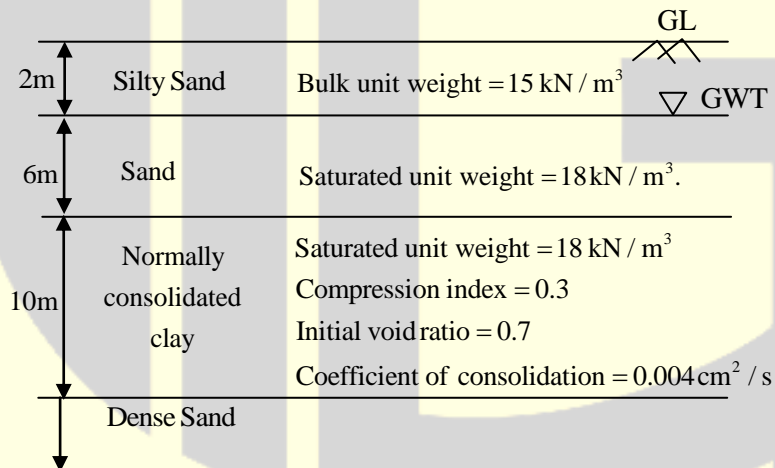 GL
2m Silty Sand Bulk unit weight = 15 kN / m³
GWT
6m Sand Saturated unit weight = 18 kN / m³.
Saturated unit weight = 18 kN / m³
Normally
Compression index = 0.3
10m consolidated
Initial void ratio = 0.7
clay
Coefficient of consolidation = 0.004 cm² / s
Dense Sand